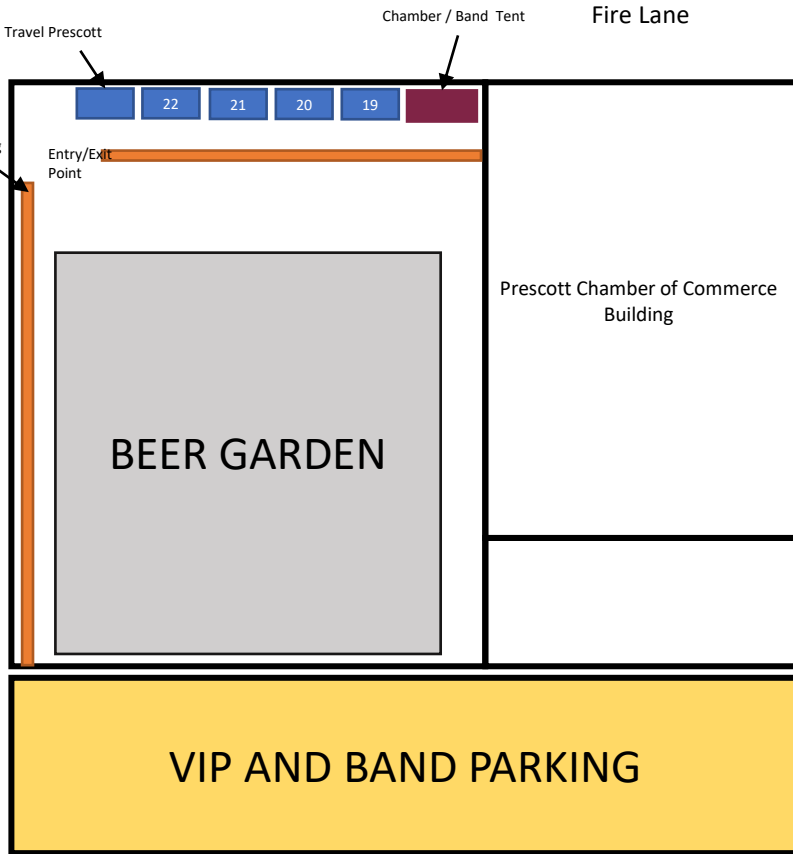 Chamber / Band Tent
Fire Lane
Travel Prescott
22
21
20
19
Entry/Exit
Point
Prescott Chamber of Commerce
Building
BEER GARDEN
VIP AND BAND PARKING